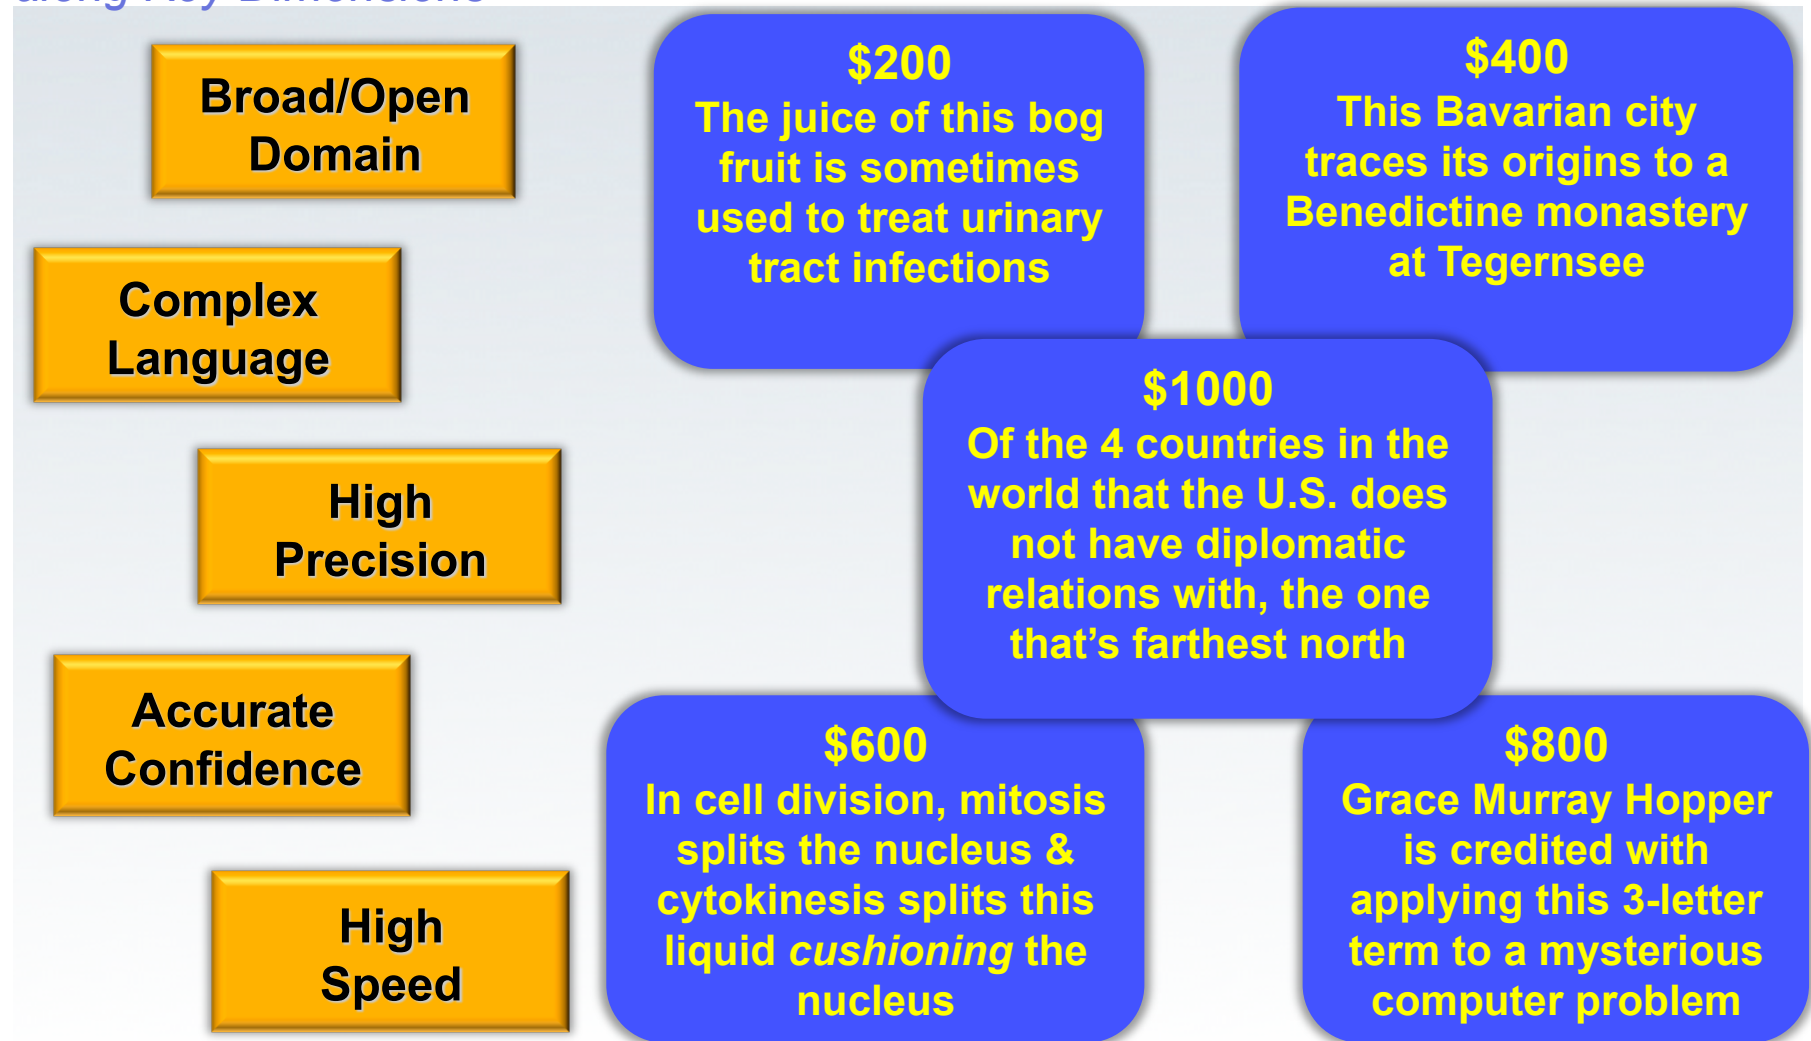 along Key Dimensions
Broad/Open
Domain
Complex
Language
High
Precision
Accurate
Confidence
High
Speed
$200
The juice of this bog
fruit is sometimes
used to treat urinary
tract infections
$400
This Bavarian city
traces its origins to a
Benedictine monastery
at Tegernsee
$1000
Of the 4 countries in the
world that the U.S. does
not have diplomatic
relations with, the one
that’s farthest north
$600
In cell division, mitosis
splits the nucleus &
cytokinesis splits this
liquid cushioning the
nucleus
$800
Grace Murray Hopper
is credited with
applying this 3-letter
term to a mysterious
computer problem